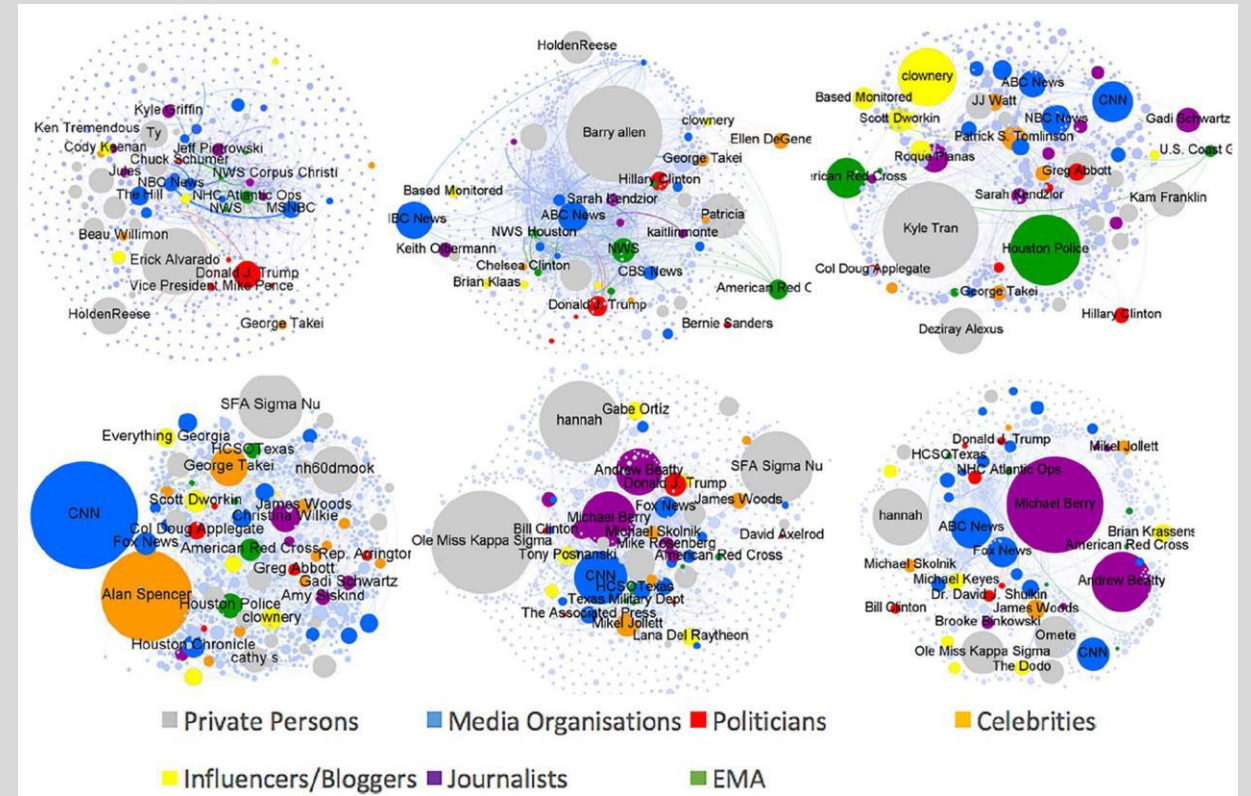 Kyle Griffin
Ken Tremendous
Ty
Cody Keenan
Jeff Piotrowski
Chuck Schumer
Jules
NWS Corpus Christi
NBC News
The Hill
NHC Atlantic Ops
NWS
MSNBC
Beau Willimon
Erick Alvarado
Donald J. Trump
Vice President Mike Pence
HoldenReese
George Takei
HoldenReese
Barry allen
clownery
Ellen DeGene
George Takei
Hillary Clinton
Based Monitored
Sarah Kendzior
IBC News
ABC News
Patricia
NWS Houston
kaitlin monte
Keith Olbermann
NWS
Chelsea Clinton
CBS News
Brian Klaas
American Red C
Donald J. Trump
Bernie Sanders
clownery
ABC News
Based Monitored
JJ Watt
CNN
Scott Dworkin
NBC News
Gadi Schwartz
Patrick S. Tomlinson
U.S. Coast G
Roque Planas
erican Red Cross
Greg Abbott
Sarah Kendzior
Kam Franklin
Kyle Tran
Houston Police
Col Doug Applegate
George Takei
Hillary Clinton
Deziray Alexus
SFA Sigma Nu
Everything Georgia
HCSOTexas
George Takei
nh60dmook
Scott Dworkin
James Woods
CNN
Christina Wilkie
Col Doug Applegate
Fox News
American Red Cross
Rep. Arrington
Greg Abbott
Gadi Schwartz
Alan Spencer
Amy Siskind
Houston Police
clownery
Houston Chronicle
cathy s
hannah
Gabe Ortiz
Andrew Beatty
SFA Sigma Nu
Donald J. Trump
James Woods
Fox News
Michael Berry
Bill Clinton
Michael Skolnik
David Axelrod
Ole Miss Kappa Sigma
Mike Rosenberg
Tony Posnanski
American Red Cross
CNN
HCSOTexas
Texas Military Dept
The Associated Press
Mikel Jollett
Lana Del Raytheon
Donald J. Trump
Mikel Jollett
HCSOTexas
NHC Atlantic Ops
Michael Berry
hannah
ABC News
Brian Krassens
American Red Cross
Fox News
Michael Skolnik
Michael Keyes
Andrew Beatty
Dr. David J. Shulkin
Bill Clinton
James Woods
Brooke Binkowski
Omete
Ole Miss Kappa Sigma
CNN
The Dodo
Private Persons
Media Organisations
Politicians
Celebrities
Influencers/Bloggers
Journalists
EMA